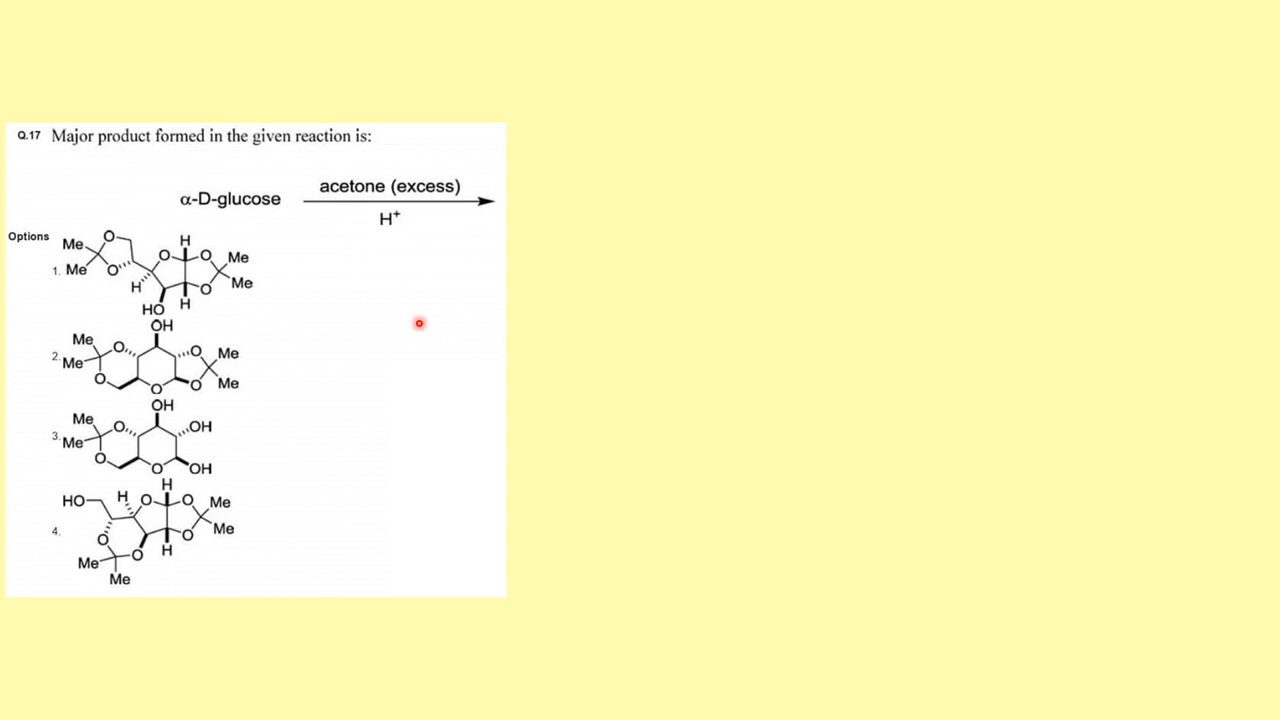 Q.17 Major product formed in the given reaction is:
α-D-glucose
acetone (excess)
H⁺
Options
1.
Me
Me
O
O
H
O
H
O
Me
Me
O
HO
H
2.
OH
Me
Me
O
O
O
O
O
Me
Me
3.
OH
Me
Me
O
O
O
OH
OH
4.
HO
H
H
O
O
Me
Me
O
H
O
O
Me
Me